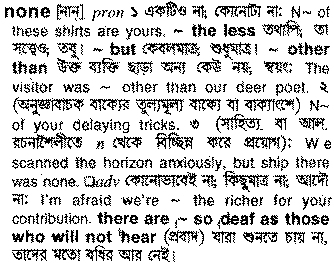 none [নান্] pron ১ একটিও না; কোনোটা না: N~ of
these shirts are yours. ~ the less তথাপি, তা
সত্ত্বেও, তবু। ~ but কেবলমাত্র, শুধুমাত্র। ~ other
than উক্ত ব্যক্তি ছাড়া অন্য কেউ নয়, স্বয়ং: The
visitor was ~ other than our deer poet. ২
(অনুজ্ঞাবাচক বাক্যের তুল্যমূল্য বাক্যে বা বাক্যাংশে) N~
of your delaying tricks. ৩ (সাহিত্য বা আল.
রচনাশৈলীতে n থেকে বিচ্ছিন্ন করে প্রয়োগ): We
scanned the horizon anxiously, but ship there
was none. □adv কোনোভাবেই না; কিছুমাত্র না, আদৌ
না: I'm afraid we're ~ the richer for your
contribution. there are ~ so deaf as those
who will not hear (প্রবাদ) যারা শুনতে চায় না,
তাদের মতো বধির আর নেই।